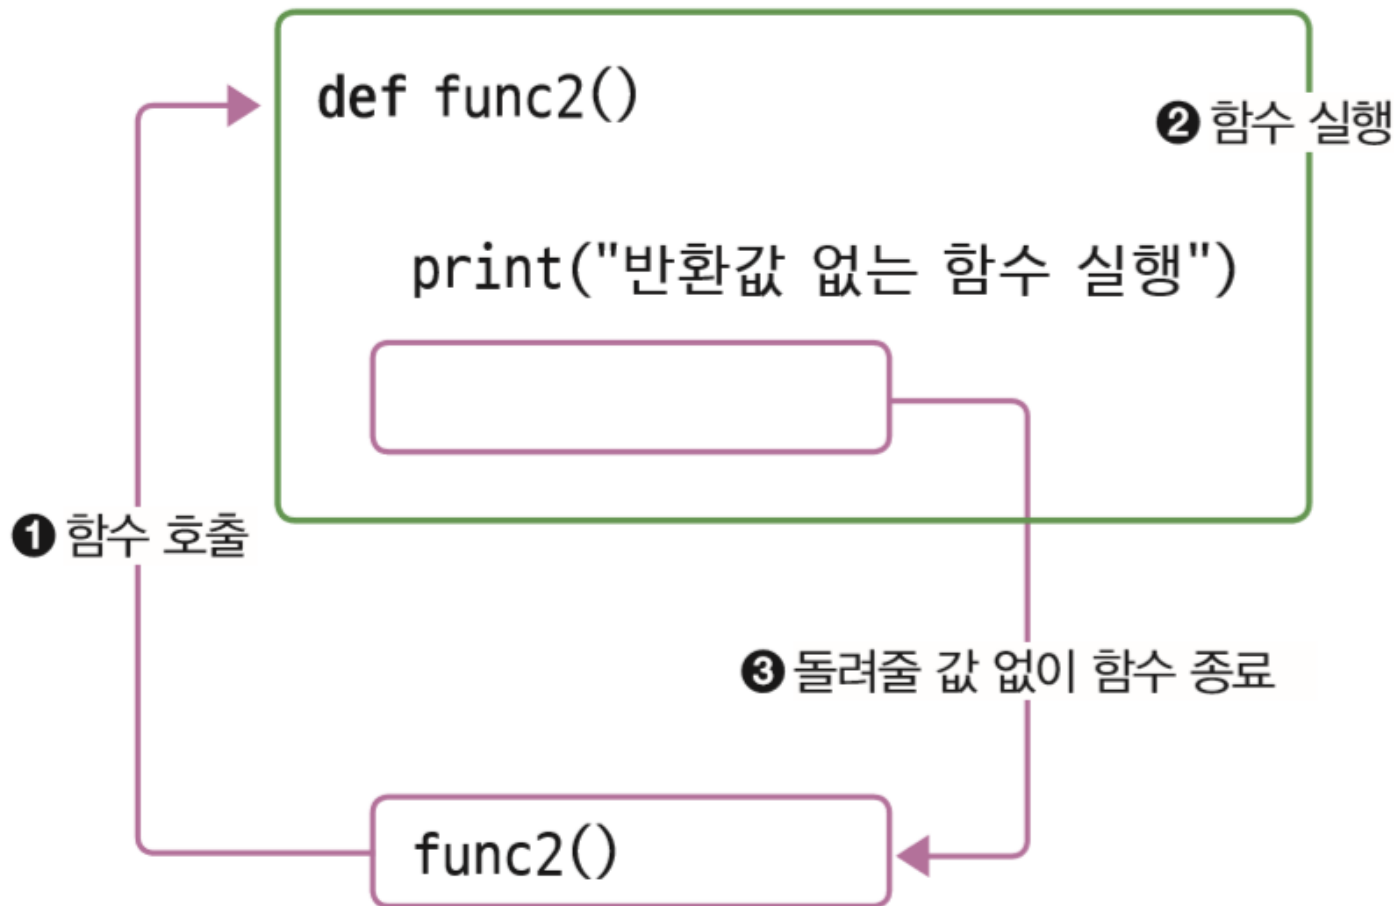 def func2()
❷ 함수 실행
print("반환값 없는 함수 실행")
❶ 함수 호출
❸ 돌려줄 값 없이 함수 종료
func2()